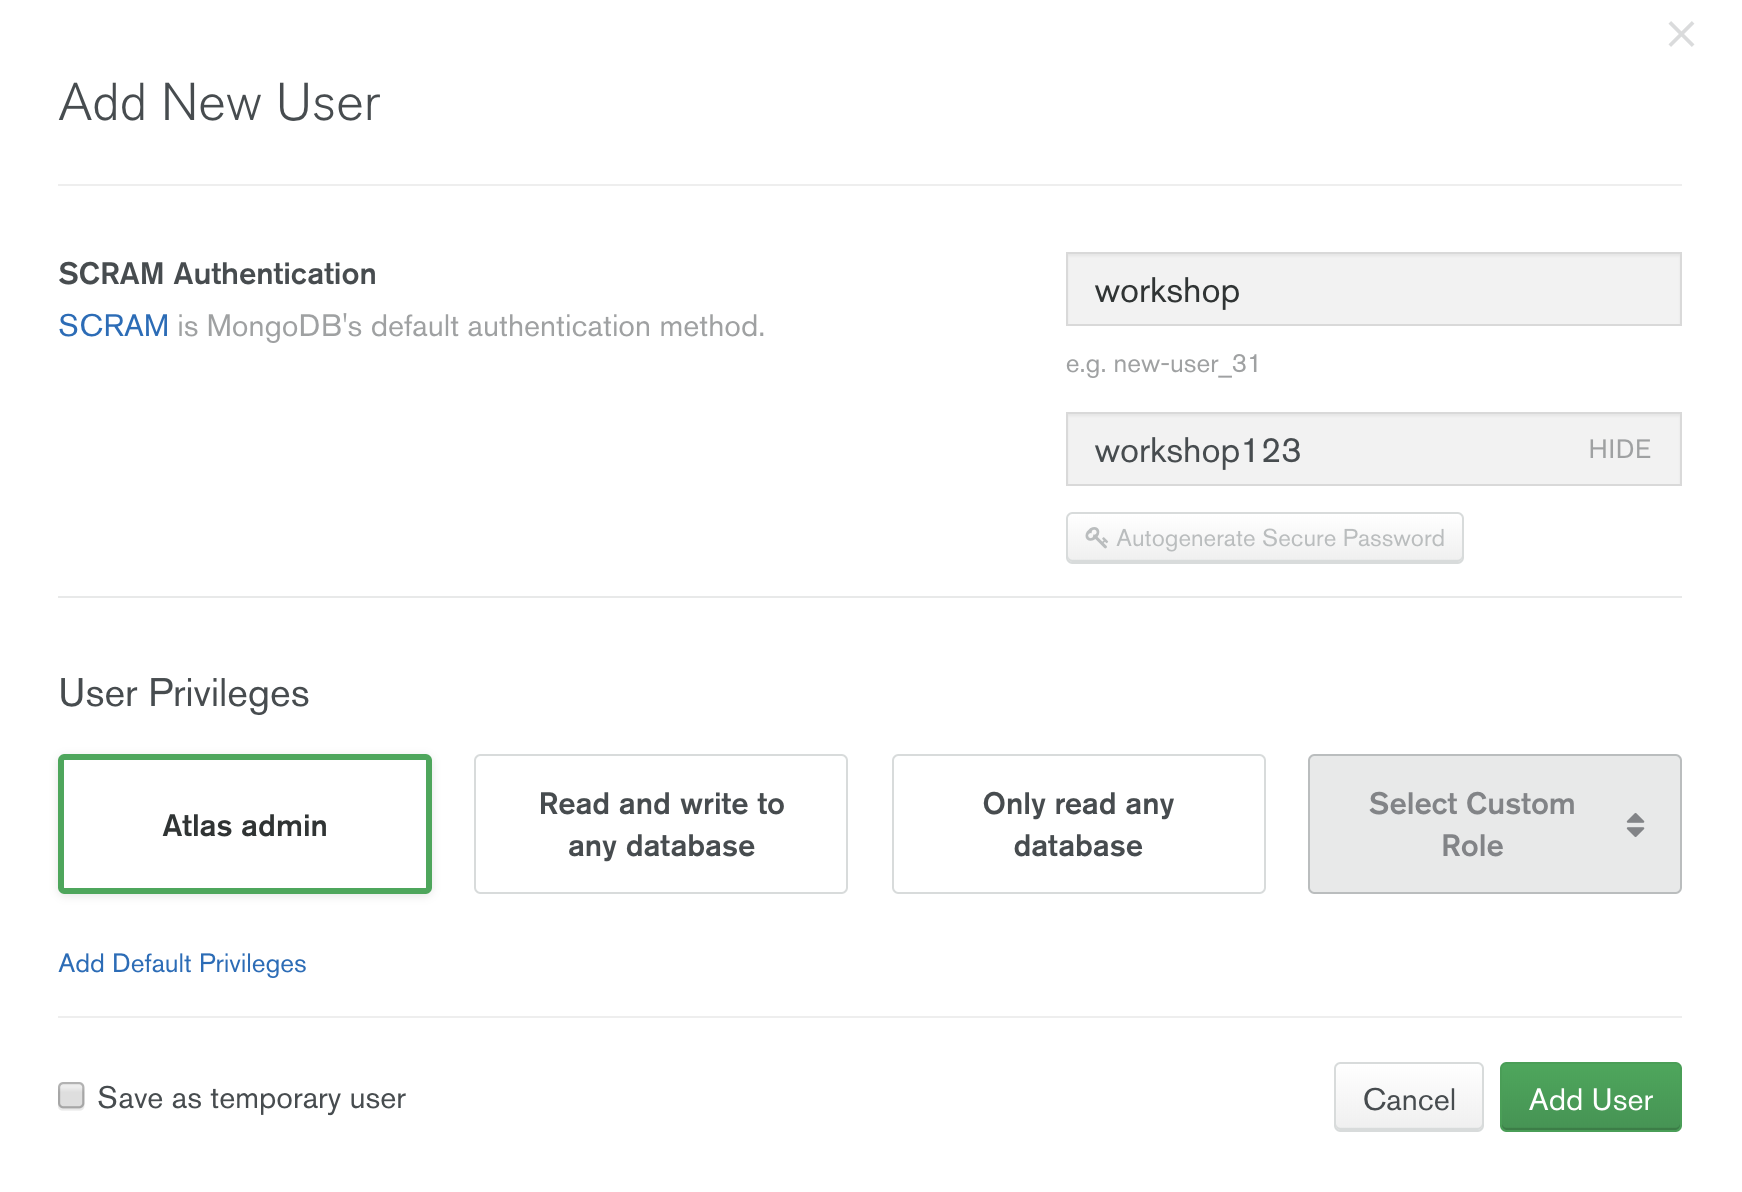 Add New User
SCRAM Authentication
SCRAM is MongoDB's default authentication method.
workshop
e.g. new-user_31
workshop123 HIDE
Autogenerate Secure Password
User Privileges
Atlas admin
Read and write to
any database
Only read any
database
Select Custom
Role
Add Default Privileges
Save as temporary user
Cancel
Add User